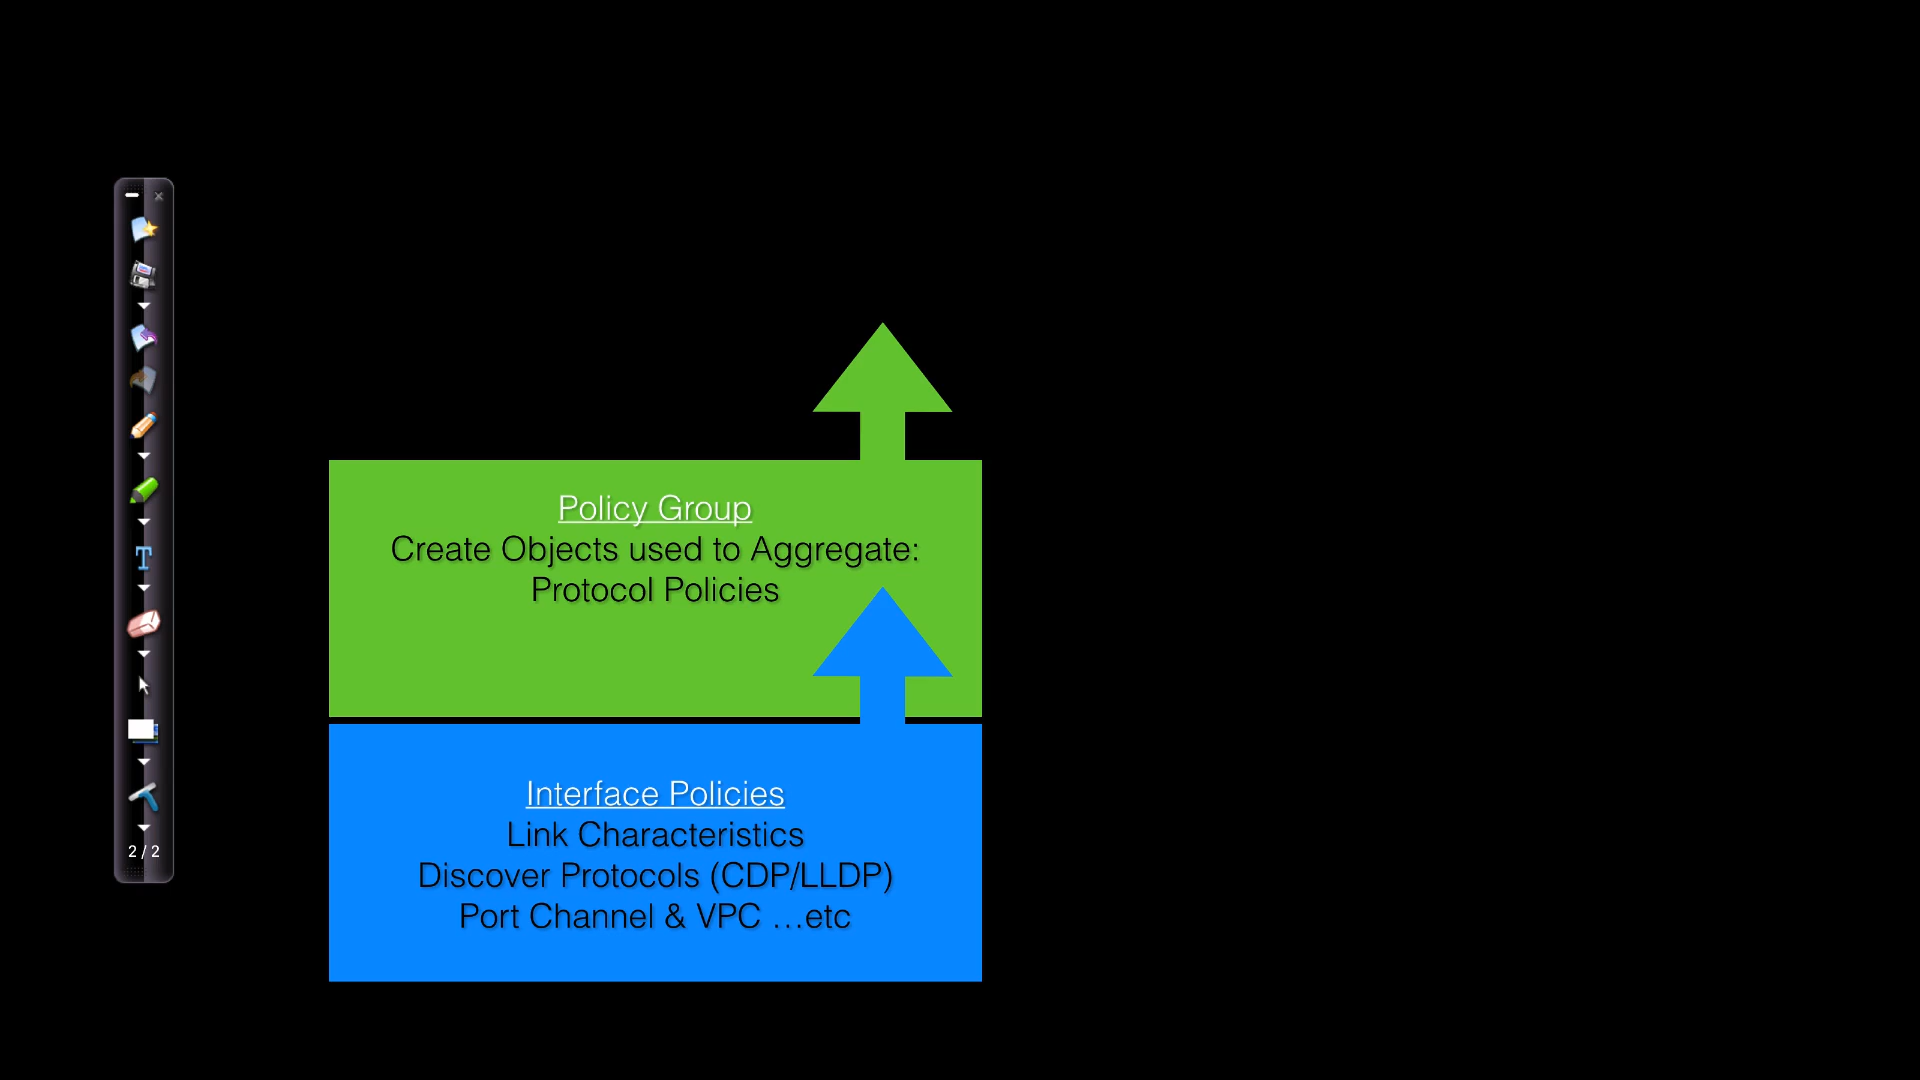 Policy Group
Create Objects used to Aggregate:
Protocol Policies
Interface Policies
Link Characteristics
Discover Protocols (CDP/LLDP)
Port Channel & VPC …etc
2 / 2